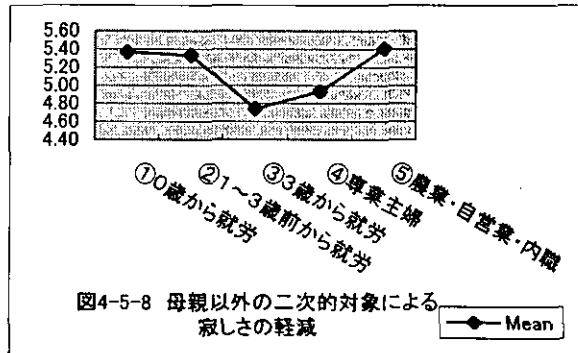 5.60
5.40
5.20
5.00
4.80
4.60
4.40
①0歳から就労
②1～3歳前から就労
③3歳から就労
④専業主婦
⑤農業・自営業・内職
図4-5-8 母親以外の二次的対象による
寂しさの軽減
Mean